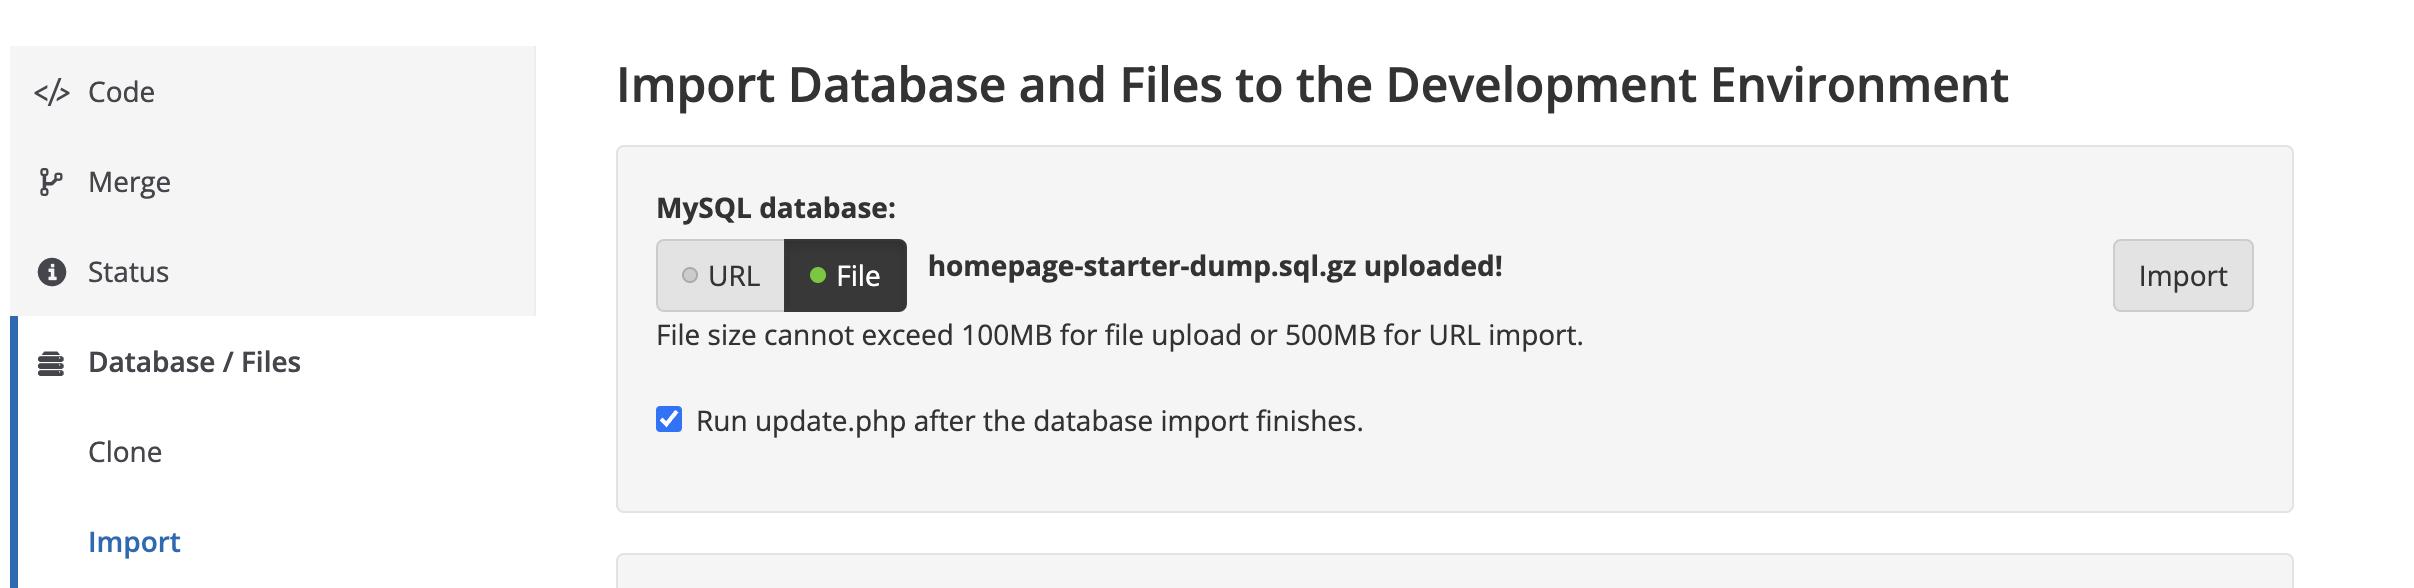 Code
Merge
Status
Database / Files
Clone
Import
Import Database and Files to the Development Environment
MySQL database:
URL File homepage-starter-dump.sql.gz uploaded! Import
File size cannot exceed 100MB for file upload or 500MB for URL import.
Run update.php after the database import finishes.